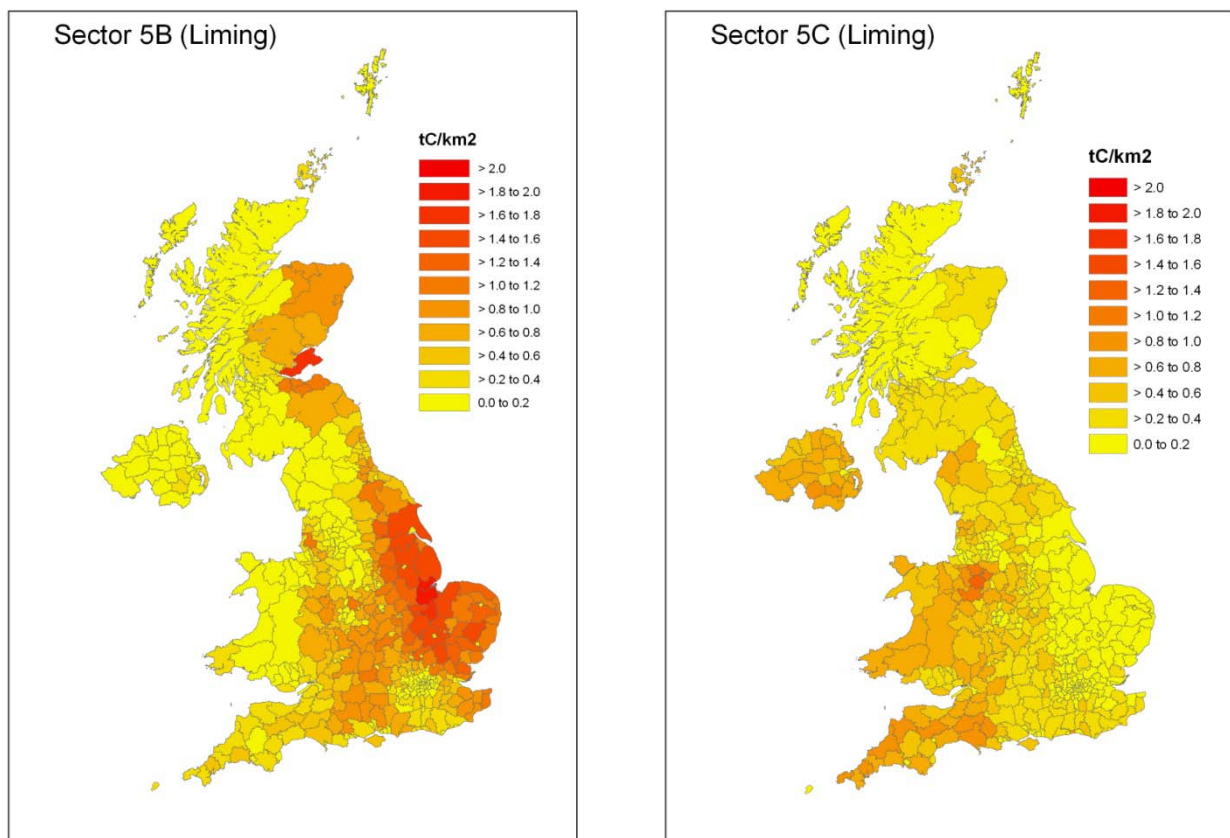 Sector 5B (Liming)
tC/km2
> 2.0
> 1.8 to 2.0
> 1.6 to 1.8
> 1.4 to 1.6
> 1.2 to 1.4
> 1.0 to 1.2
> 0.8 to 1.0
> 0.6 to 0.8
> 0.4 to 0.6
> 0.2 to 0.4
0.0 to 0.2
Sector 5C (Liming)
tC/km2
> 2.0
> 1.8 to 2.0
> 1.6 to 1.8
> 1.4 to 1.6
> 1.2 to 1.4
> 1.0 to 1.2
> 0.8 to 1.0
> 0.6 to 0.8
> 0.4 to 0.6
> 0.2 to 0.4
0.0 to 0.2